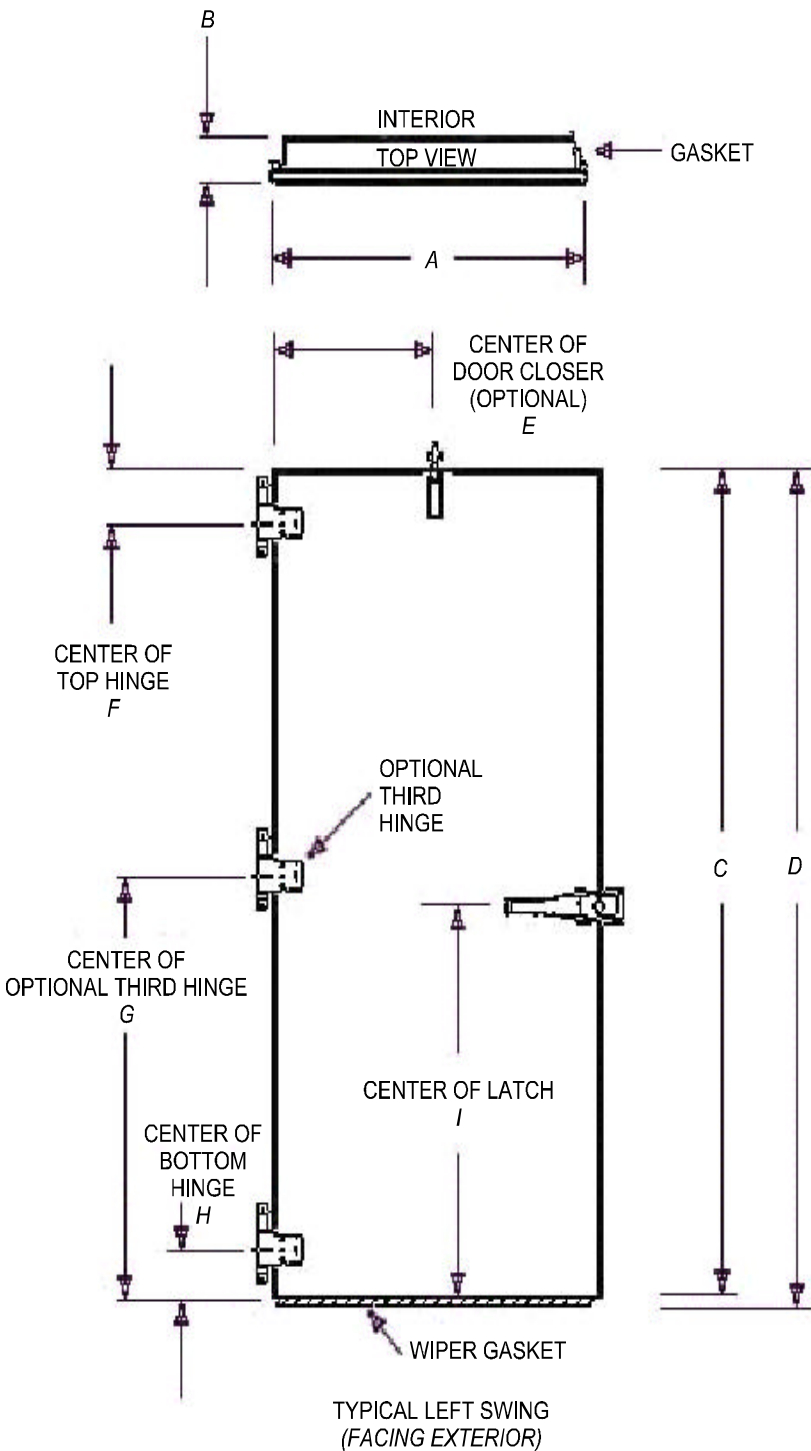 B
INTERIOR
TOP VIEW
GASKET
A
CENTER OF
DOOR CLOSER
(OPTIONAL)
E
CENTER OF
TOP HINGE
F
OPTIONAL
THIRD
HINGE
C
D
CENTER OF
OPTIONAL THIRD HINGE
G
CENTER OF LATCH
I
CENTER OF
BOTTOM
HINGE
H
WIPER GASKET
TYPICAL LEFT SWING
(FACING EXTERIOR)